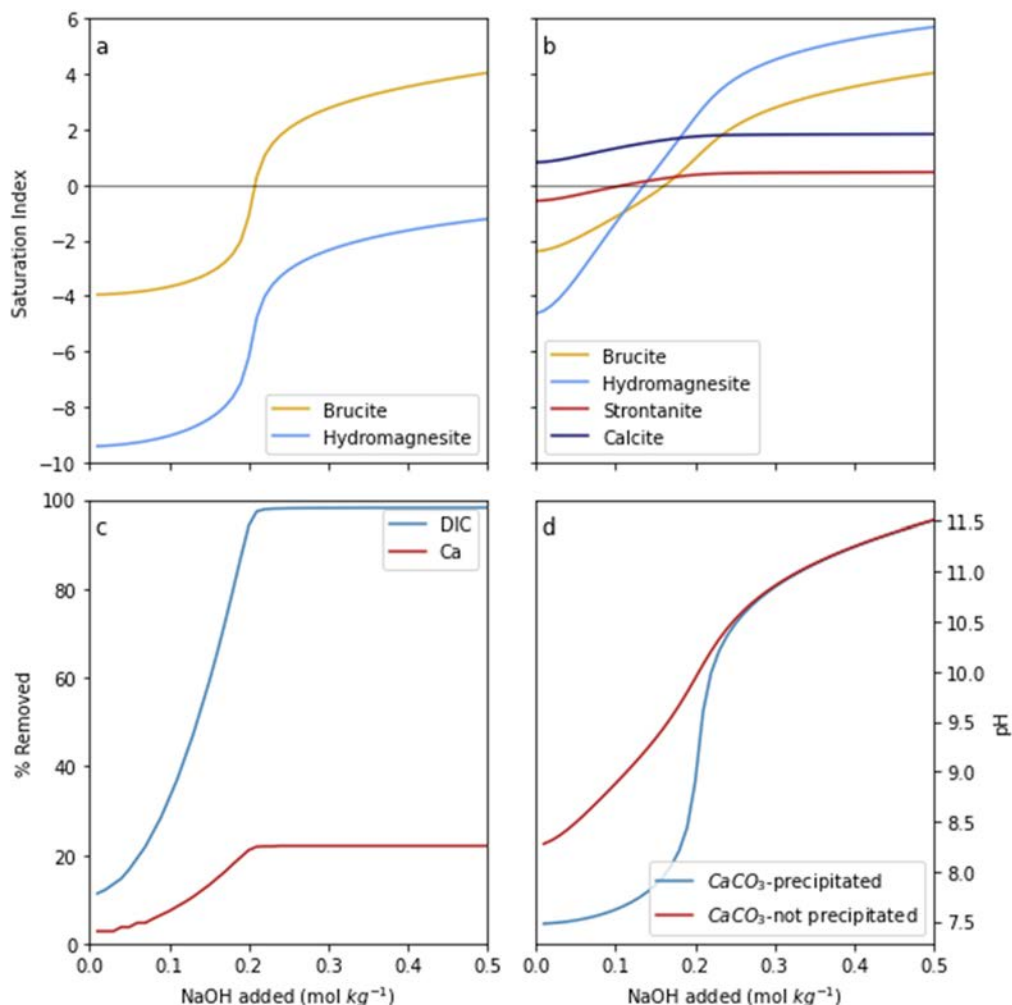 a
6
4
2
0
−2
−4
−6
−8
−10
Saturation Index
Brucite
Hydromagnesite
b
Brucite
Hydromagnesite
Strontanite
Calcite
c
100
80
60
40
20
0
% Removed
DIC
Ca
0.0 0.1 0.2 0.3 0.4 0.5
NaOH added (mol kg⁻¹)
d
11.5
11.0
10.5
10.0
9.5
9.0
8.5
8.0
7.5
pH
CaCO₃-precipitated
CaCO₃-not precipitated
0.0 0.1 0.2 0.3 0.4 0.5
NaOH added (mol kg⁻¹)